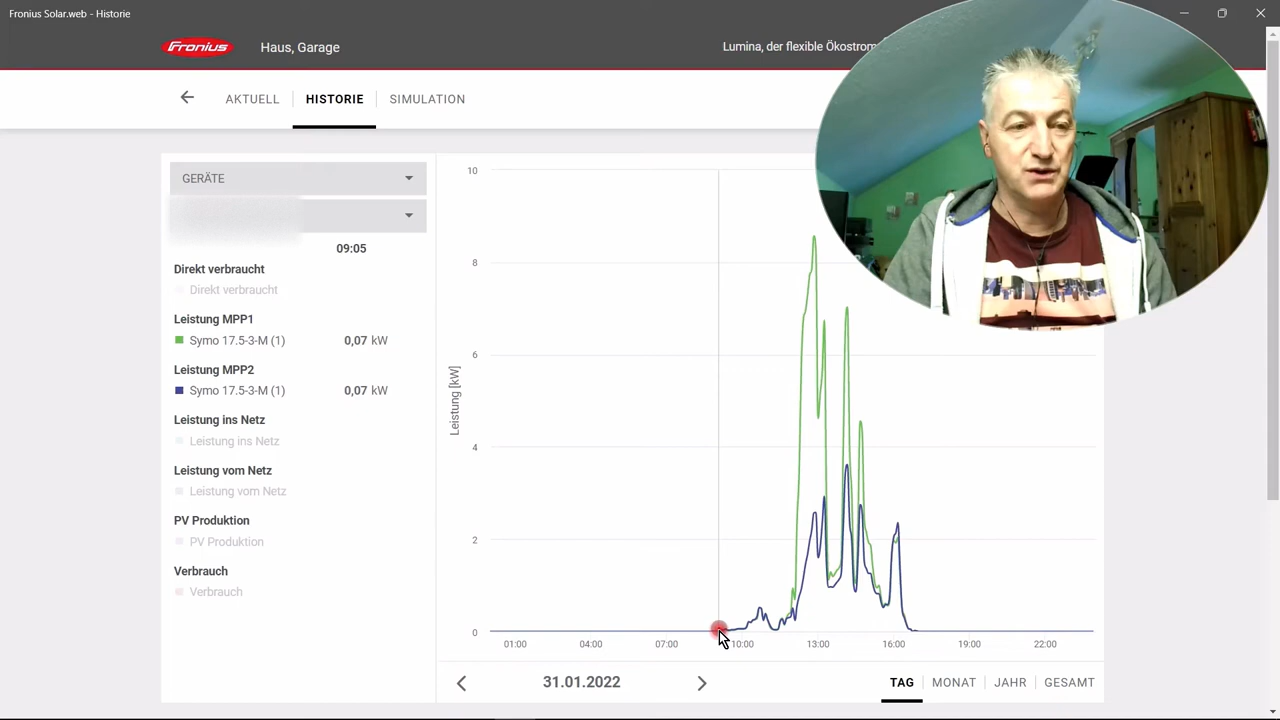 Fronius Solar.web - Historie
Fronius
Haus, Garage
Lumina, der flexible Ökostrom
AKTUELL
HISTORIE
SIMULATION
GERÄTE
09:05
Direkt verbraucht
Direkt verbraucht
Leistung MPP1
Symo 17.5-3-M (1) 0,07 kW
Leistung MPP2
Symo 17.5-3-M (1) 0,07 kW
Leistung ins Netz
Leistung ins Netz
Leistung vom Netz
Leistung vom Netz
PV Produktion
PV Produktion
Verbrauch
Verbrauch
Leistung [kW]
10
8
6
4
2
0
01:00 04:00 07:00 10:00 13:00 16:00 19:00 22:00
31.01.2022
TAG
MONAT
JAHR
GESAMT